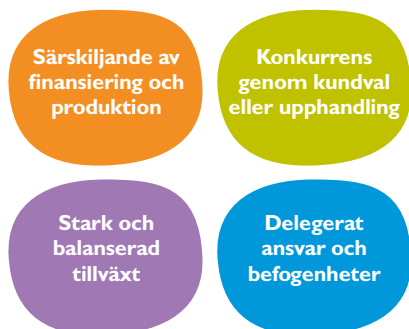 Särskiljande av
finansiering och
produktion
Konkurrens
genom kundval
eller upphandling
Stark och
balanserad
tillväxt
Delegerat
ansvar och
befogenheter